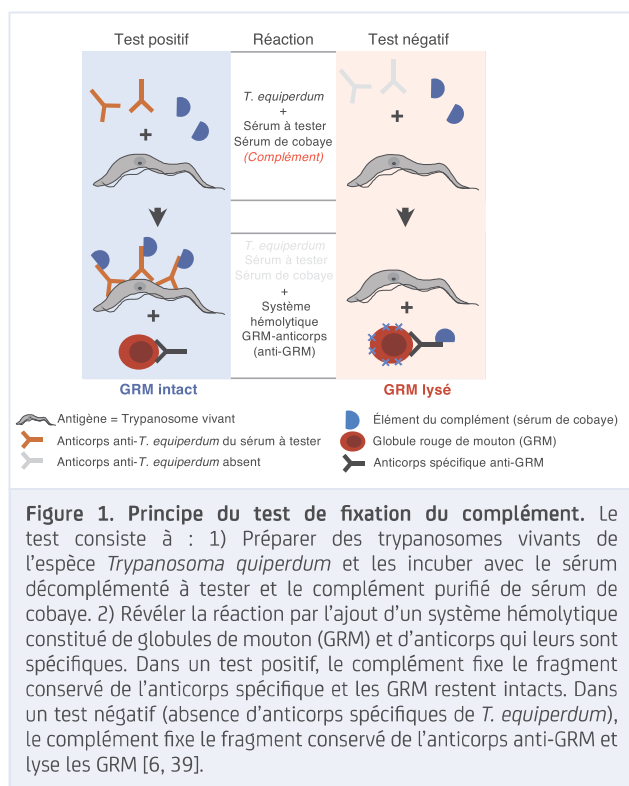 Test positif
Réaction
Test négatif
T. equiperdum
+
Sérum à tester
Sérum de cobaye
(Complément)
+
+
T. equiperdum
Sérum à tester
Sérum de cobaye
+
Système
hémolytique
GRM-anticorps
(anti-GRM)
+
+
GRM intact
GRM lysé
Antigène = Trypanosome vivant
Anticorps anti-T. equiperdum du sérum à tester
Anticorps anti-T. equiperdum absent
Élément du complément (sérum de cobaye)
Globule rouge de mouton (GRM)
Anticorps spécifique anti-GRM
Figure 1. Principe du test de fixation du complément. Le
test consiste à : 1) Préparer des trypanosomes vivants de
l'espèce Trypanosoma quiperdum et les incuber avec le sérum
décomplémenté à tester et le complément purifié de sérum de
cobaye. 2) Révéler la réaction par l'ajout d'un système hémolytique
constitué de globules de mouton (GRM) et d'anticorps qui leurs sont
spécifiques. Dans un test positif, le complément fixe le fragment
conservé de l'anticorps spécifique et les GRM restent intacts. Dans
un test négatif (absence d'anticorps spécifiques de T. equiperdum),
le complément fixe le fragment conservé de l'anticorps anti-GRM et
lyse les GRM [6, 39].